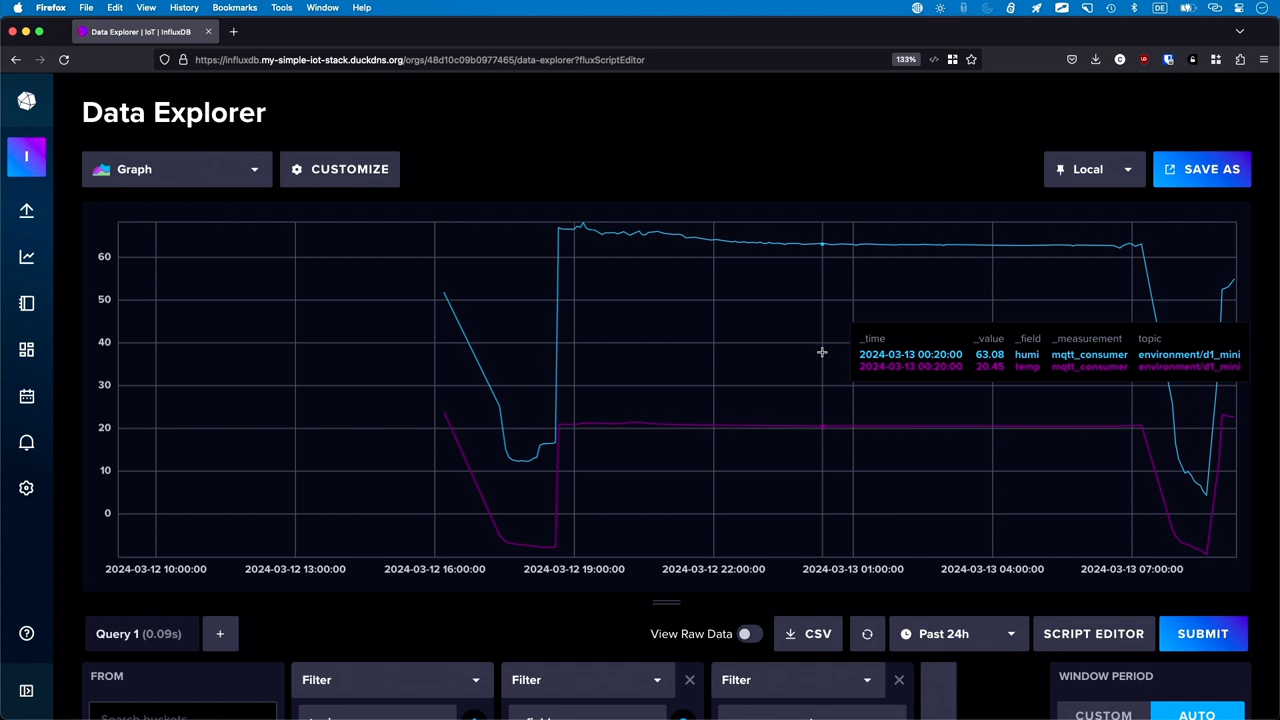 Firefox File Edit View History Bookmarks Tools Window Help DE
Data Explorer | IoT | InfluxDB
https://influxdb.my-simple-iot-stack.duckdns.org/orgs/48d10c09b0977465/data-explorer?fluxScriptEditor 133%
Data Explorer
I
Graph CUSTOMIZE Local SAVE AS
60
50
40
30
20
10
0
_time _value _field _measurement topic
2024-03-13 00:20:00 63.08 humi mqtt_consumer environment/d1_mini
2024-03-13 00:20:00 20.45 temp mqtt_consumer environment/d1_mini
2024-03-12 10:00:00 2024-03-12 13:00:00 2024-03-12 16:00:00 2024-03-12 19:00:00 2024-03-12 22:00:00 2024-03-13 01:00:00 2024-03-13 04:00:00 2024-03-13 07:00:00
Query 1 (0.09s) + View Raw Data CSV Past 24h SCRIPT EDITOR SUBMIT
FROM Filter Filter Filter WINDOW PERIOD
Search buckets CUSTOM AUTO